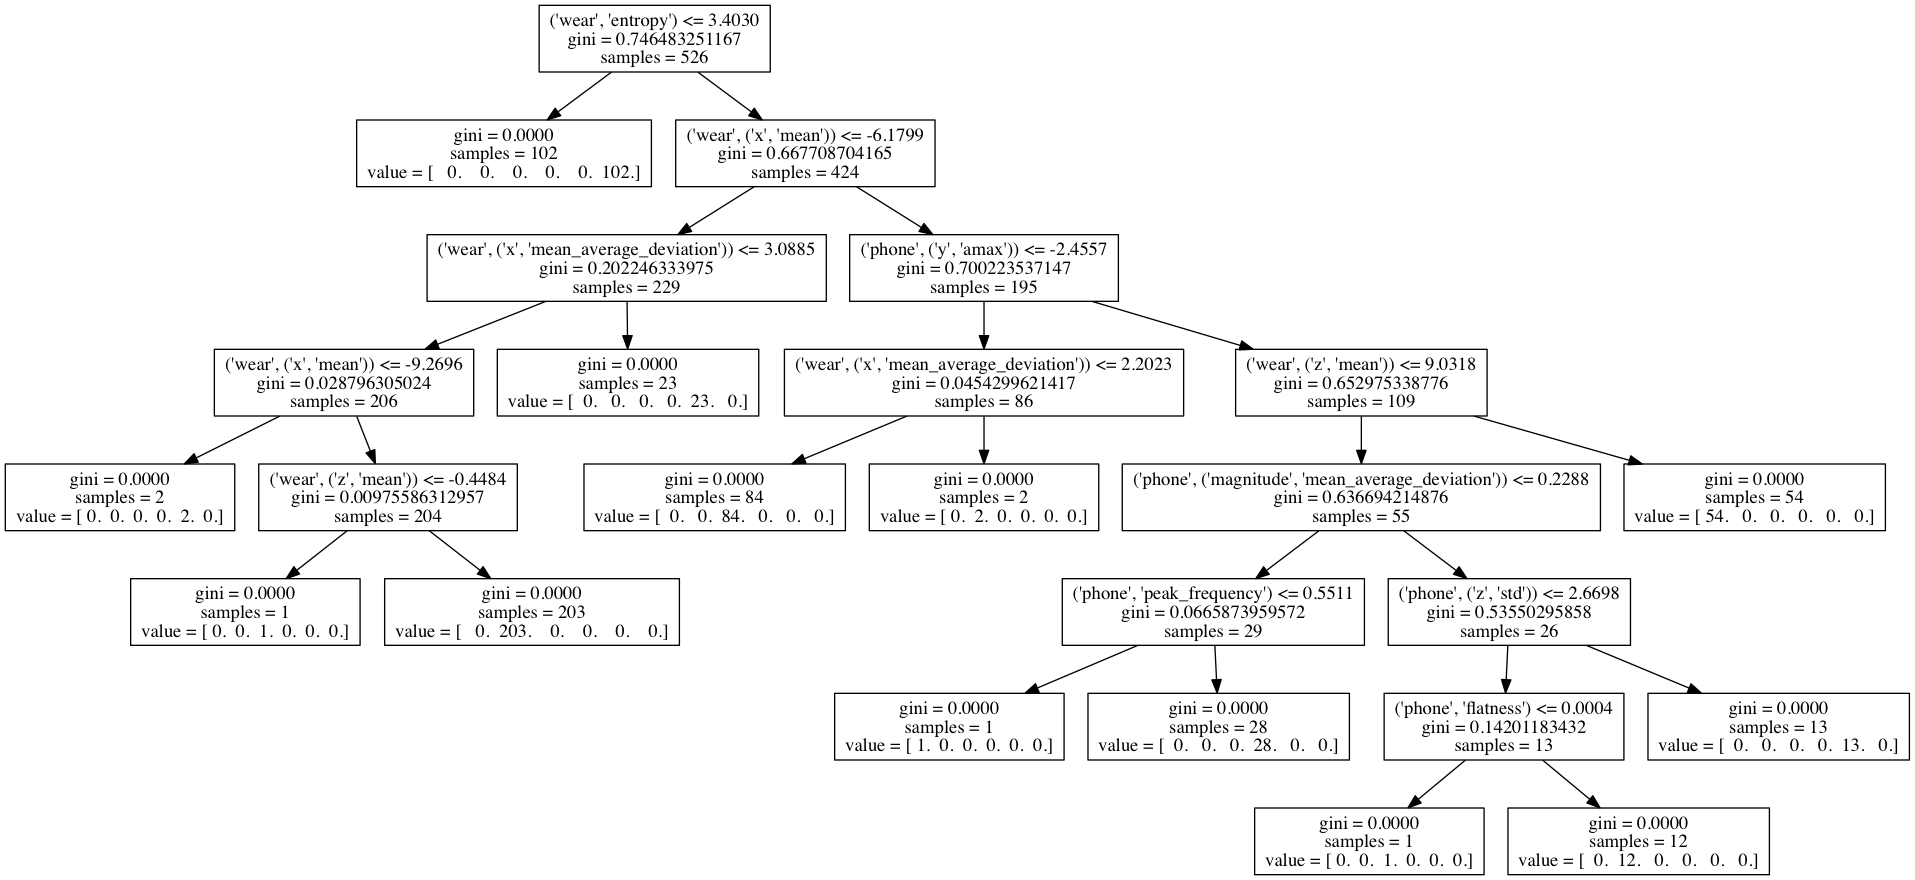 ('wear', 'entropy') <= 3.4030
gini = 0.746483251167
samples = 526
gini = 0.0000
samples = 102
value = [   0.    0.    0.    0.    0.  102.]
('wear', ('x', 'mean')) <= -6.1799
gini = 0.667708704165
samples = 424
('wear', ('x', 'mean_average_deviation')) <= 3.0885
gini = 0.202246333975
samples = 229
('phone', ('y', 'amax')) <= -2.4557
gini = 0.700223537147
samples = 195
('wear', ('x', 'mean')) <= -9.2696
gini = 0.028796305024
samples = 206
gini = 0.0000
samples = 23
value = [  0.   0.   0.   0.  23.   0.]
('wear', ('x', 'mean_average_deviation')) <= 2.2023
gini = 0.0454299621417
samples = 86
('wear', ('z', 'mean')) <= 9.0318
gini = 0.652975338776
samples = 109
gini = 0.0000
samples = 2
value = [ 0.  0.  0.  0.  2.  0.]
('wear', ('z', 'mean')) <= -0.4484
gini = 0.00975586312957
samples = 204
gini = 0.0000
samples = 84
value = [  0.   0.  84.   0.   0.   0.]
gini = 0.0000
samples = 2
value = [ 0.  2.  0.  0.  0.  0.]
('phone', ('magnitude', 'mean_average_deviation')) <= 0.2288
gini = 0.636694214876
samples = 55
gini = 0.0000
samples = 54
value = [ 54.   0.   0.   0.   0.   0.]
gini = 0.0000
samples = 1
value = [ 0.  0.  1.  0.  0.  0.]
gini = 0.0000
samples = 203
value = [   0.  203.    0.    0.    0.    0.]
('phone', 'peak_frequency') <= 0.5511
gini = 0.0665873959572
samples = 29
('phone', ('z', 'std')) <= 2.6698
gini = 0.53550295858
samples = 26
gini = 0.0000
samples = 1
value = [ 1.  0.  0.  0.  0.  0.]
gini = 0.0000
samples = 28
value = [  0.   0.   0.  28.   0.   0.]
('phone', 'flatness') <= 0.0004
gini = 0.14201183432
samples = 13
gini = 0.0000
samples = 13
value = [  0.   0.   0.   0.  13.   0.]
gini = 0.0000
samples = 1
value = [ 0.  0.  1.  0.  0.  0.]
gini = 0.0000
samples = 12
value = [  0.  12.   0.   0.   0.   0.]